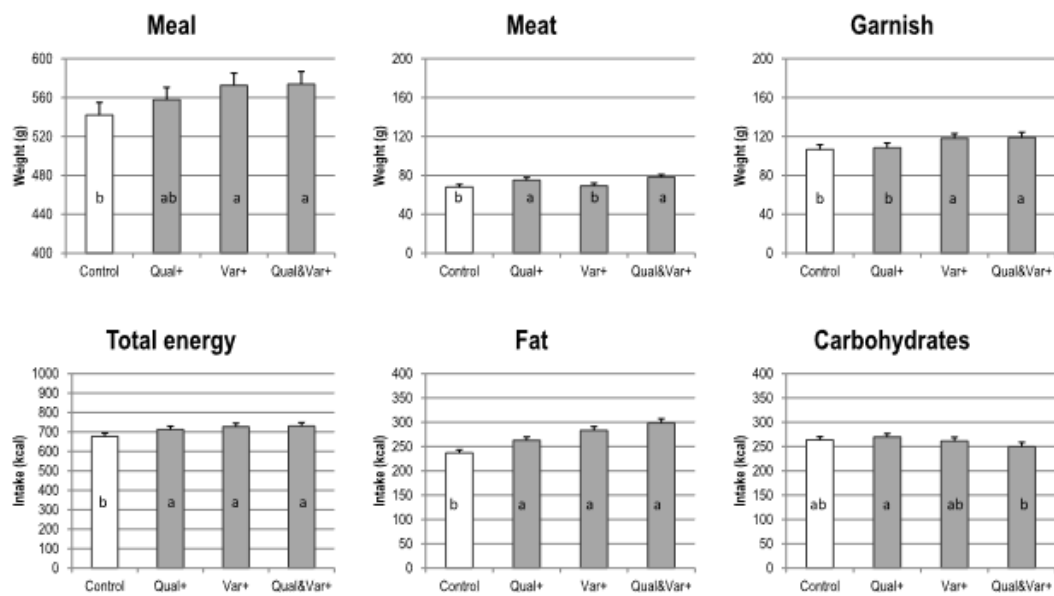 Meal
Weight (g)
600
560
520
480
440
400
b
ab
a
a
Control
Qual+
Var+
Qual&Var+
Meat
Weight (g)
200
160
120
80
40
0
b
a
b
a
Control
Qual+
Var+
Qual&Var+
Garnish
Weight (g)
200
160
120
80
40
0
b
b
a
a
Control
Qual+
Var+
Qual&Var+
Total energy
Intake (kcal)
1000
900
800
700
600
500
400
300
200
100
0
b
a
a
a
Control
Qual+
Var+
Qual&Var+
Fat
Intake (kcal)
400
350
300
250
200
150
100
50
0
b
a
a
a
Control
Qual+
Var+
Qual&Var+
Carbohydrates
Intake (kcal)
400
350
300
250
200
150
100
50
0
ab
a
ab
b
Control
Qual+
Var+
Qual&Var+